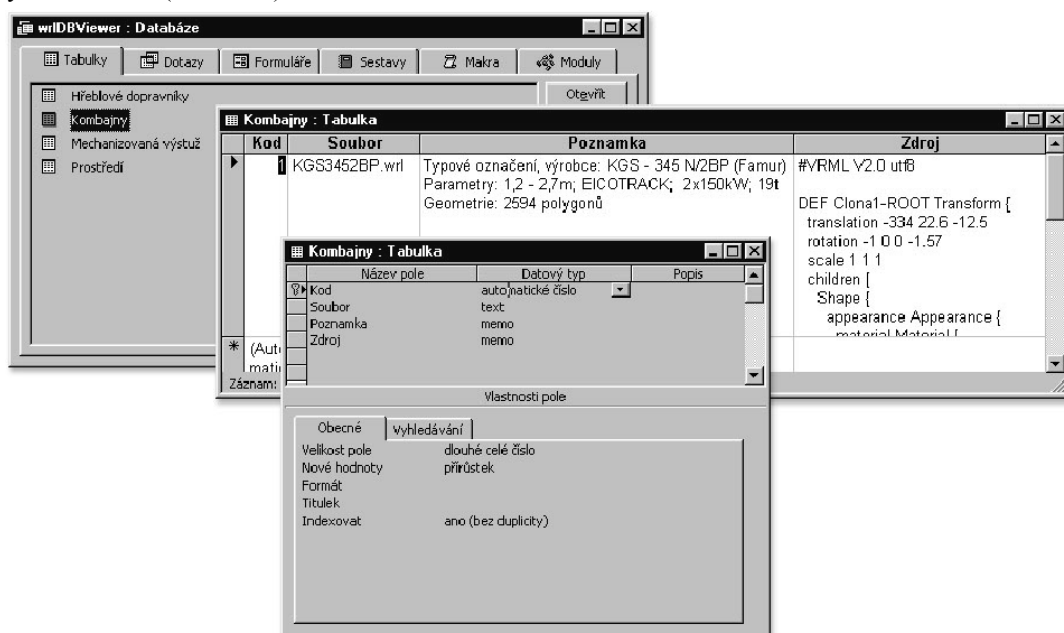 wrlDBViewer : Databáze
Tabulky Dotazy Formuláře Sestavy Makra Moduly
Hřeblové dopravníky
Kombajny
Mechanizovaná výstuž
Prostředí
Otevřít
Kombajny : Tabulka
Kod Soubor Poznamka Zdroj
1 KGS3452BP.wrl Typové označení, výrobce: KGS - 345 N/2BP (Famur) #VRML V2.0 utf8
Parametry: 1,2 - 2,7m; EICOTRACK; 2x150kW; 19t
Geometrie: 2594 polygonů
DEF Clona1-ROOT Transform {
translation -334 22.6 -12.5
rotation -1 0 0 -1.57
scale 1 1 1
children [
Shape {
appearance Appearance {
material Material {
* (Auto
matic
Záznam:
Kombajny : Tabulka
Název pole Datový typ Popis
Kod automatické číslo
Soubor text
Poznamka memo
Zdroj memo
Vlastnosti pole
Obecné Vyhledávání
Velikost pole dlouhé celé číslo
Nové hodnoty přírůstek
Formát
Titulek
Indexovat ano (bez duplicity)